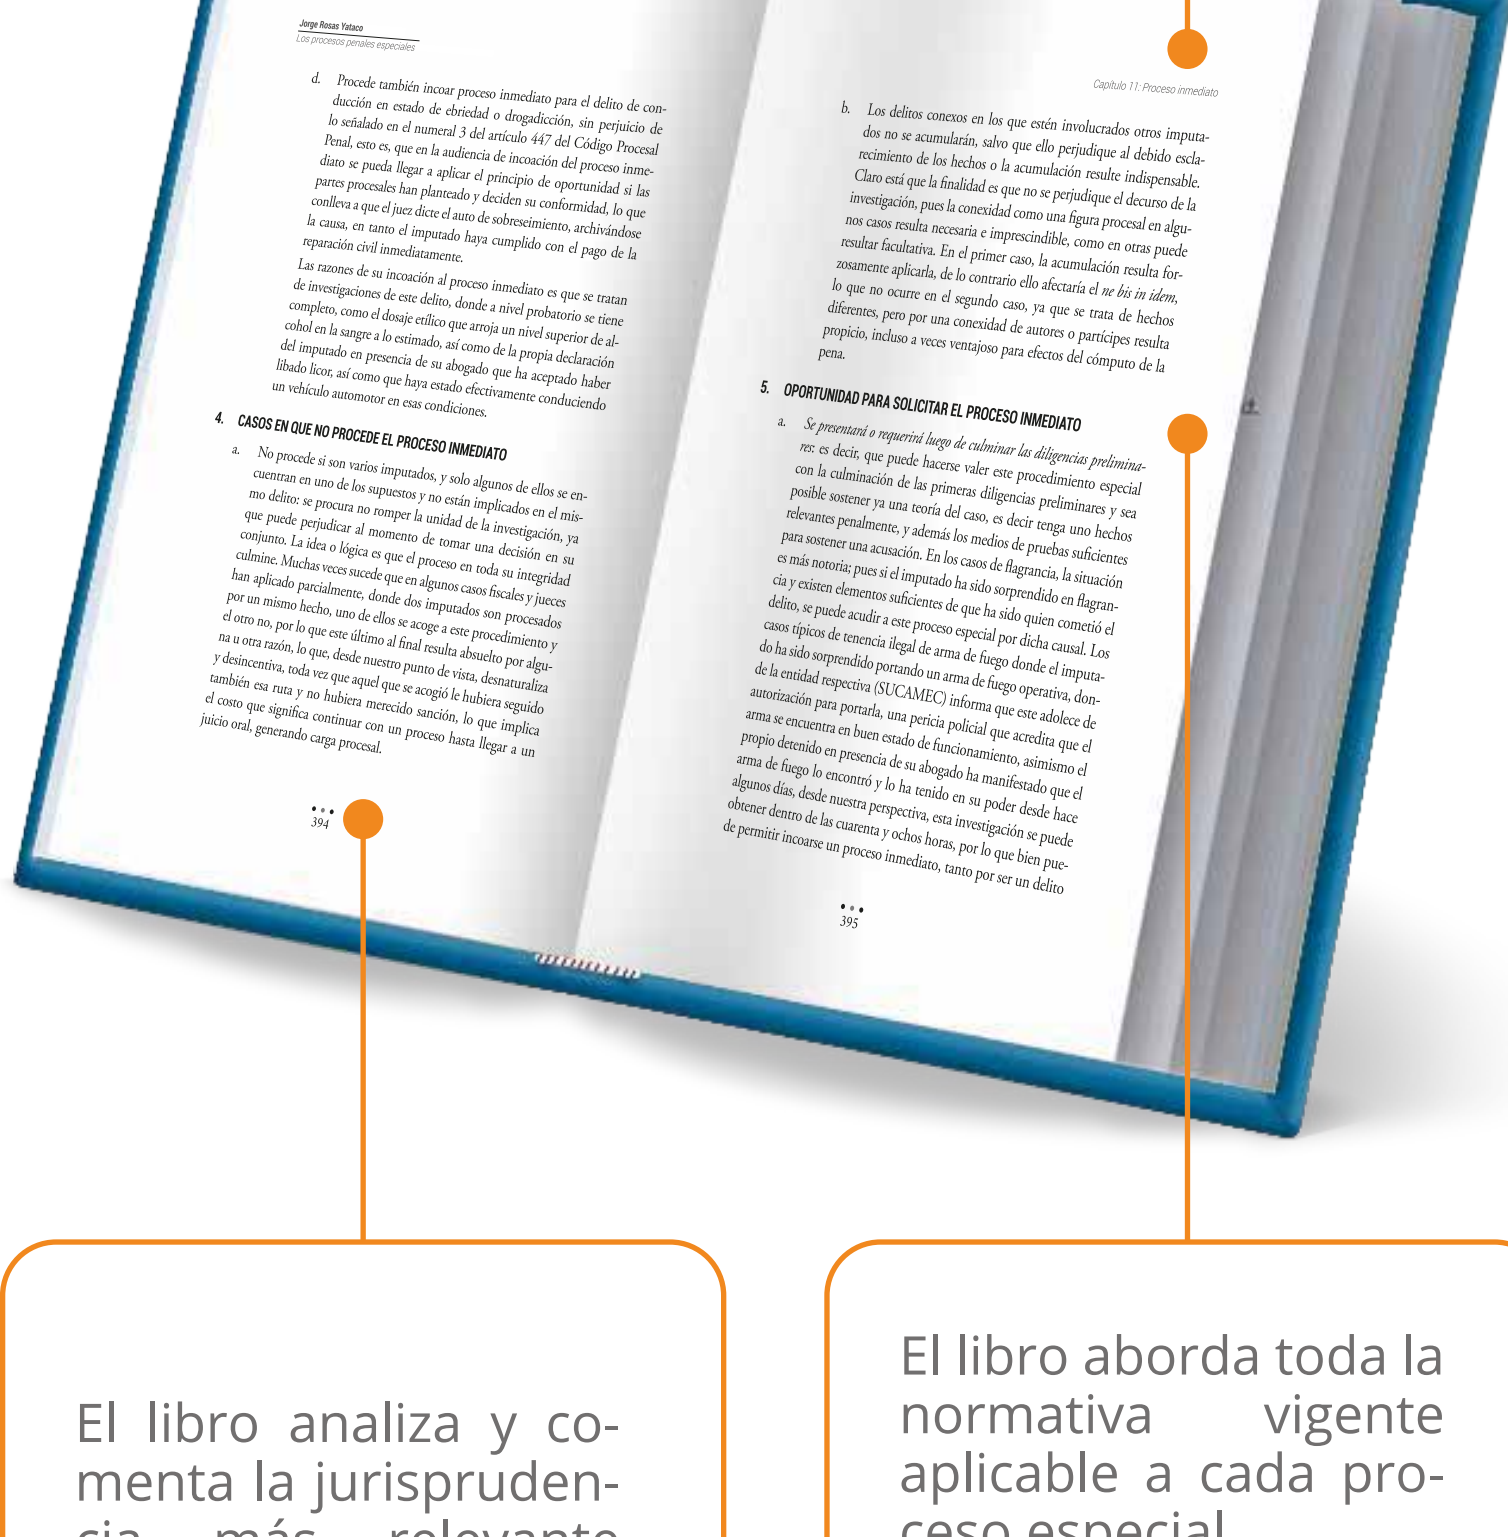 Jorge Rosas Yataco
Los procesos penales especiales
d. Procede también incoar proceso inmediato para el delito de con-
ducción en estado de ebriedad o drogadicción, sin perjuicio de
lo señalado en el numeral 3 del artículo 447 del Código Procesal
Penal, esto es, que en la audiencia de incoación del proceso inme-
diato se pueda llegar a aplicar el principio de oportunidad si las
partes procesales han planteado y deciden su conformidad, lo que
conlleva a que el juez dicte el auto de sobreseimiento, archivándose
la causa, en tanto el imputado haya cumplido con el pago de la
reparación civil inmediatamente.
Las razones de su incoación al proceso inmediato es que se tratan
de investigaciones de este delito, donde a nivel probatorio se tiene
completo, como el dosaje etílico que arroja un nivel superior de al-
cohol en la sangre a lo estimado, así como de la propia declaración
del imputado en presencia de su abogado que ha aceptado haber
libado licor, así como que haya estado efectivamente conduciendo
un vehículo automotor en esas condiciones.
4. CASOS EN QUE NO PROCEDE EL PROCESO INMEDIATO
a. No procede si son varios imputados, y solo algunos de ellos se en-
cuentran en uno de los supuestos y no están implicados en el mis-
mo delito: se procura no romper la unidad de la investigación, ya
que puede perjudicar al momento de tomar una decisión en su
conjunto. La idea o lógica es que el proceso en toda su integridad
culmine. Muchas veces sucede que en algunos casos fiscales y jueces
han aplicado parcialmente, donde dos imputados son procesados
por un mismo hecho, uno de ellos se acoge a este procedimiento y
el otro no, por lo que este último al final resulta absuelto por algu-
na u otra razón, lo que, desde nuestro punto de vista, desnaturaliza
y desincentiva, toda vez que aquel que se acogió le hubiera seguido
también esa ruta y no hubiera merecido sanción, lo que implica
el costo que significa continuar con un proceso hasta llegar a un
juicio oral, generando carga procesal.
394
Capítulo 11: Proceso inmediato
b. Los delitos conexos en los que estén involucrados otros imputa-
dos no se acumularán, salvo que ello perjudique al debido escla-
recimiento de los hechos o la acumulación resulte indispensable.
Claro está que la finalidad es que no se perjudique el decurso de la
investigación, pues la conexidad como una figura procesal en algu-
nos casos resulta necesaria e imprescindible, como en otras puede
resultar facultativa. En el primer caso, la acumulación resulta for-
zosamente aplicarla, de lo contrario ello afectaría el ne bis in idem,
lo que no ocurre en el segundo caso, ya que se trata de hechos
diferentes, pero por una conexidad de autores o partícipes resulta
propicio, incluso a veces ventajoso para efectos del cómputo de la
pena.
5. OPORTUNIDAD PARA SOLICITAR EL PROCESO INMEDIATO
a. Se presentará o requerirá luego de culminar las diligencias prelimina-
res: es decir, que puede hacerse valer este procedimiento especial
con la culminación de las primeras diligencias preliminares y sea
posible sostener ya una teoría del caso, es decir tenga uno hechos
relevantes penalmente, y además los medios de pruebas suficientes
para sostener una acusación. En los casos de flagrancia, la situación
es más notoria; pues si el imputado ha sido sorprendido en flagran-
cia y existen elementos suficientes de que ha sido quien cometió el
delito, se puede acudir a este proceso especial por dicha causal. Los
casos típicos de tenencia ilegal de arma de fuego donde el imputa-
do ha sido sorprendido portando un arma de fuego operativa, don-
de la entidad respectiva (SUCAMEC) informa que este adolece de
autorización para portarla, una pericia policial que acredita que el
arma se encuentra en buen estado de funcionamiento, asimismo el
propio detenido en presencia de su abogado ha manifestado que el
arma de fuego lo encontró y lo ha tenido en su poder desde hace
algunos días, desde nuestra perspectiva, esta investigación se puede
obtener dentro de las cuarenta y ochos horas, por lo que bien pue-
de permitir incoarse un proceso inmediato, tanto por ser un delito
395
El libro analiza y co-
menta la jurispruden-
cia más relevante
El libro aborda toda la
normativa vigente
aplicable a cada pro-
ceso especial